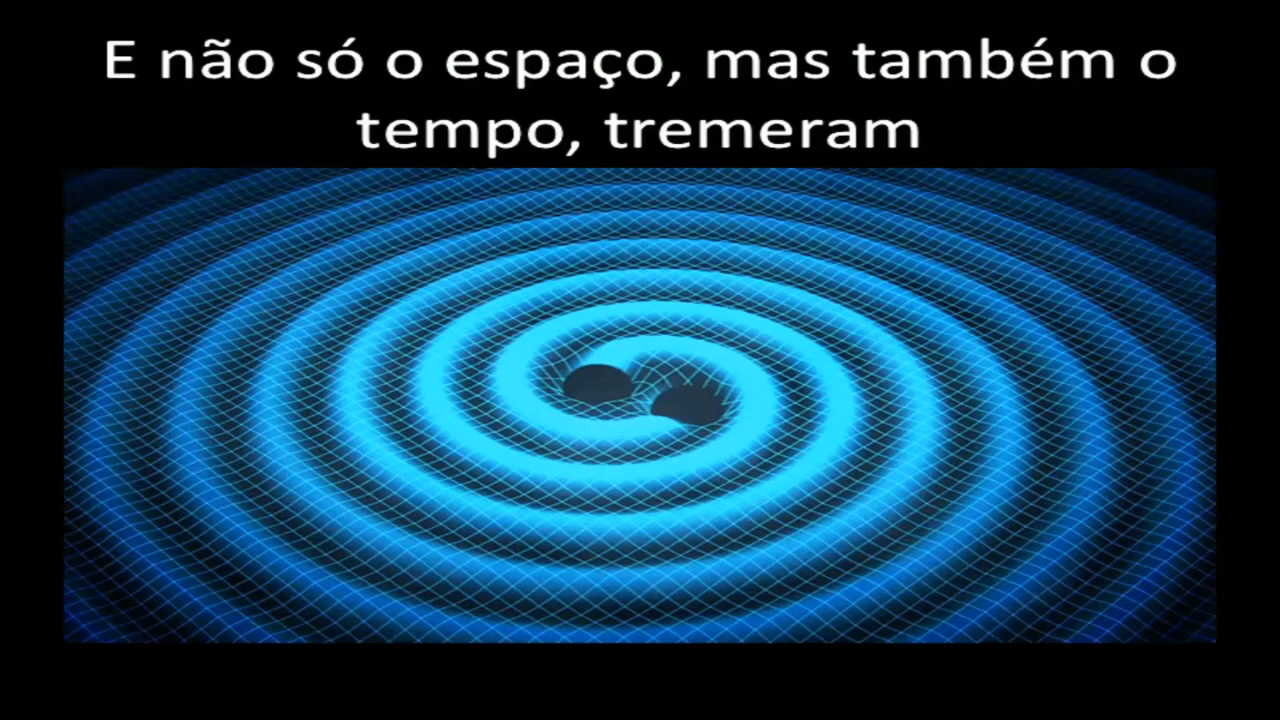 E não só o espaço, mas também o
tempo, tremeram